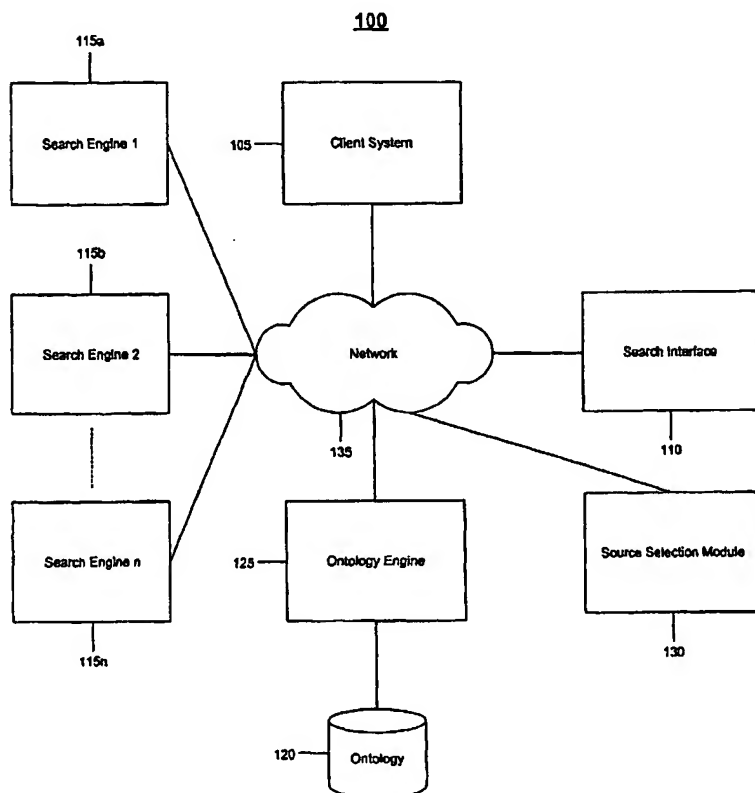 100
115a
Search Engine 1
105
Client System
115b
Search Engine 2
Network
135
Search Interface
110
Search Engine n
115n
125
Ontology Engine
Source Selection Module
130
120
Ontology